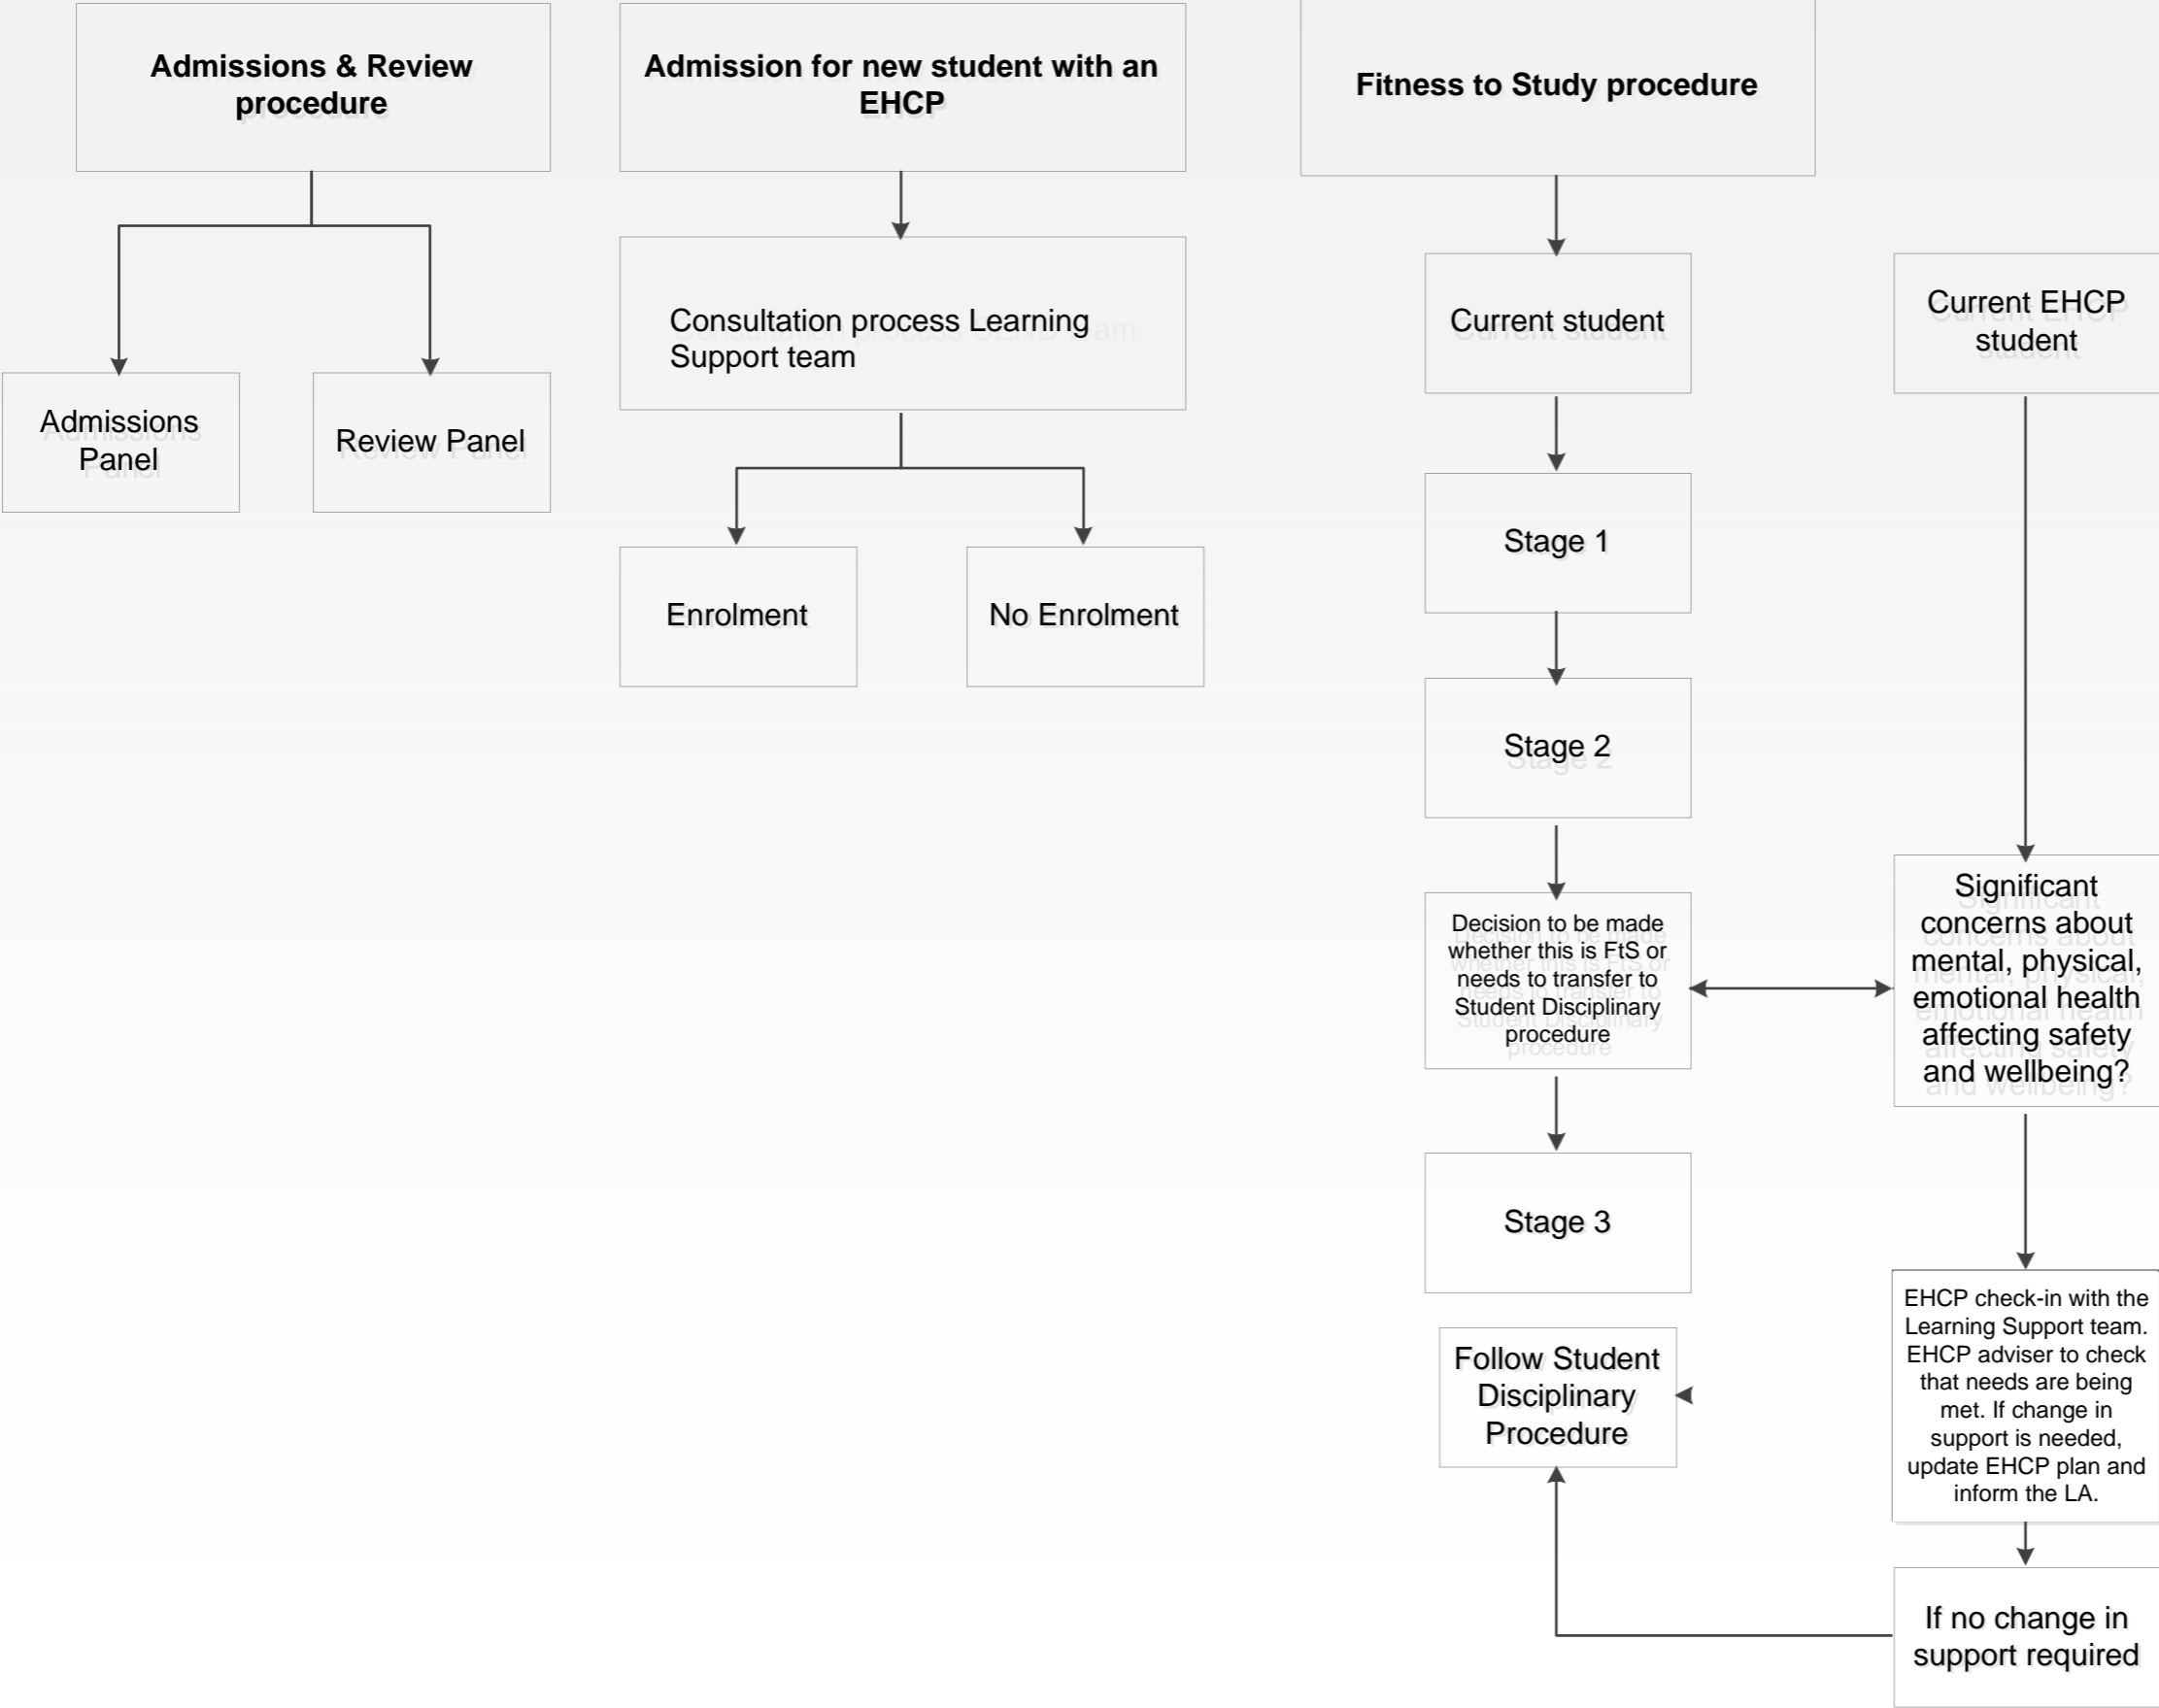 Admissions & Review
procedure
Admissions
Panel
Review Panel
Admission for new student with an
EHCP
Consultation process Learning
Support team
Enrolment
No Enrolment
Fitness to Study procedure
Current student
Stage 1
Stage 2
Decision to be made
whether this is FtS or
needs to transfer to
Student Disciplinary
procedure
Stage 3
Follow Student
Disciplinary
Procedure
Current EHCP
student
Significant
concerns about
mental, physical,
emotional health
affecting safety
and wellbeing?
EHCP check-in with the
Learning Support team.
EHCP adviser to check
that needs are being
met. If change in
support is needed,
update EHCP plan and
inform the LA.
If no change in
support required